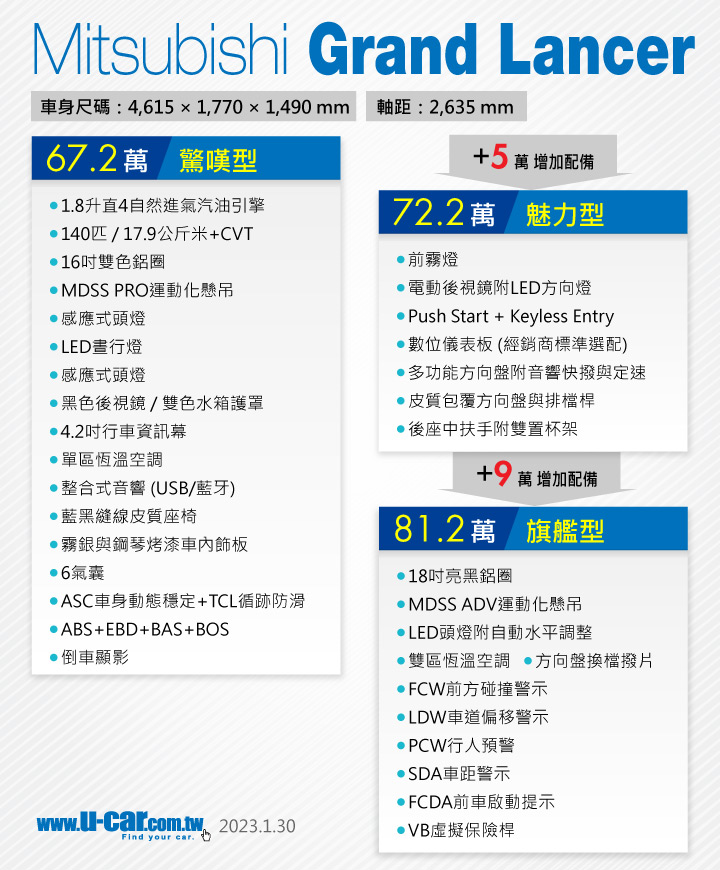 Mitsubishi Grand Lancer
車身尺碼：4,615 × 1,770 × 1,490 mm
軸距：2,635 mm
67.2萬 驚嘆型
1.8升直4自然進氣汽油引擎
140匹 / 17.9公斤米+CVT
16吋雙色鋁圈
MDSS PRO運動化懸吊
感應式頭燈
LED晝行燈
感應式頭燈
黑色後視鏡 / 雙色水箱護罩
4.2吋行車資訊幕
單區恆溫空調
整合式音響 (USB/藍牙)
藍黑縫線皮質座椅
霧銀與鋼琴烤漆車內飾板
6氣囊
ASC車身動態穩定+TCL循跡防滑
ABS+EBD+BAS+BOS
倒車顯影
+5 萬 增加配備
72.2萬 魅力型
前霧燈
電動後視鏡附LED方向燈
Push Start + Keyless Entry
數位儀表板 (經銷商標準選配)
多功能方向盤附音響快撥與定速
皮質包覆方向盤與排檔桿
後座中扶手附雙置杯架
+9 萬 增加配備
81.2萬 旗艦型
18吋亮黑鋁圈
MDSS ADV運動化懸吊
LED頭燈附自動水平調整
雙區恆溫空調 方向盤換檔撥片
FCW前方碰撞警示
LDW車道偏移警示
PCW行人預警
SDA車距警示
FCDA前車啟動提示
VB虛擬保險桿
www.u-car.com.tw
Find your car.
2023.1.30